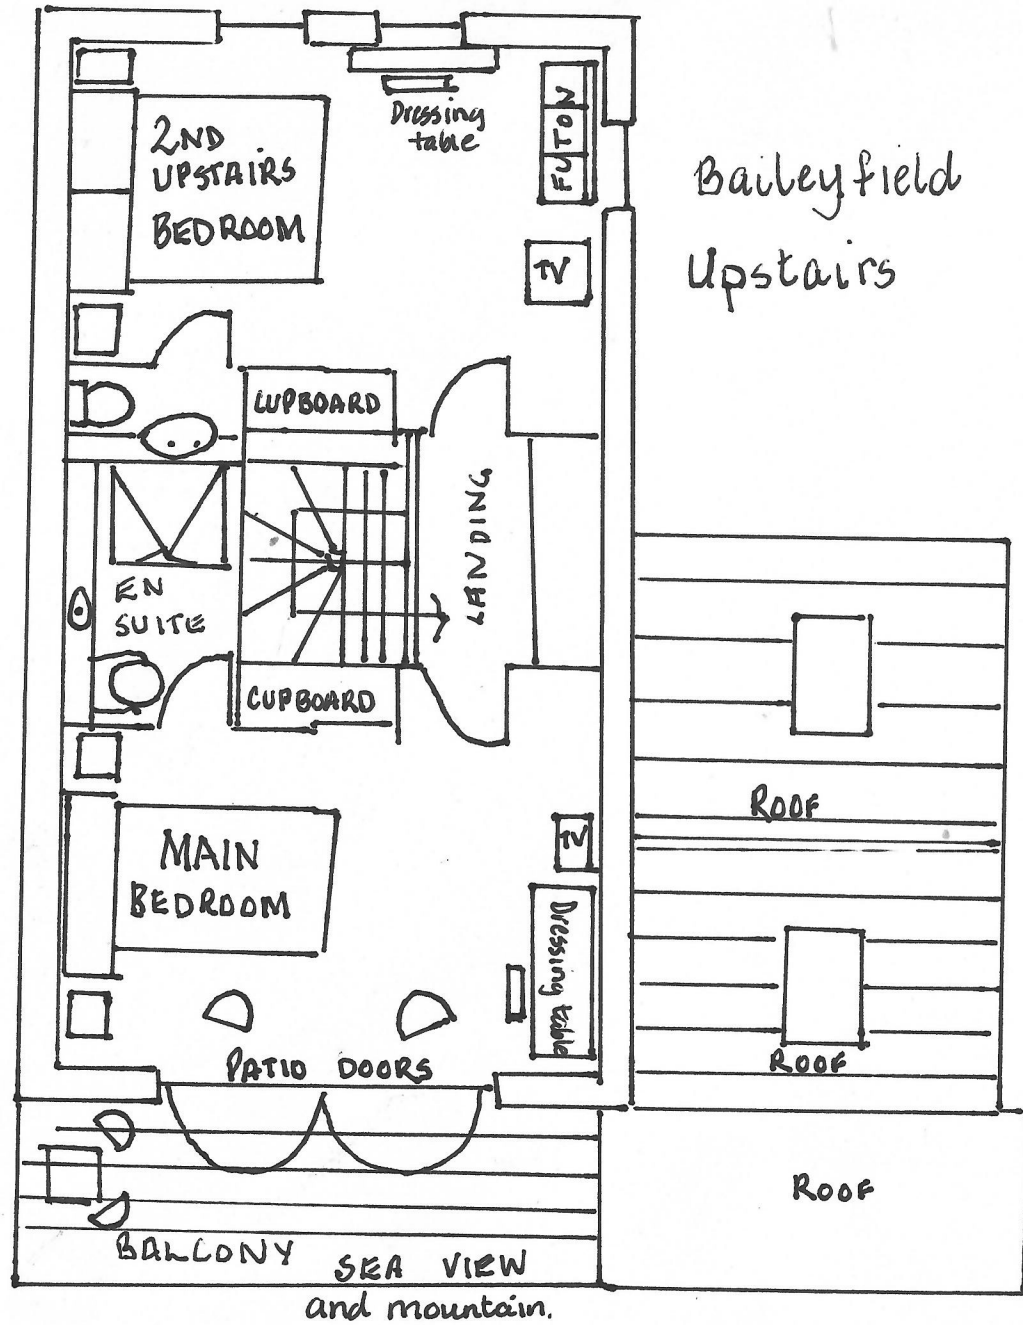 Dressing
table
FUTON
2ND
UPSTAIRS
BEDROOM
Baileyfield
Upstairs
TV
CUPBOARD
LANDING
EN
SUITE
CUPBOARD
ROOF
TV
MAIN
BEDROOM
Dressing table
PATIO DOORS
ROOF
ROOF
BALCONY
SEA VIEW
and mountain.